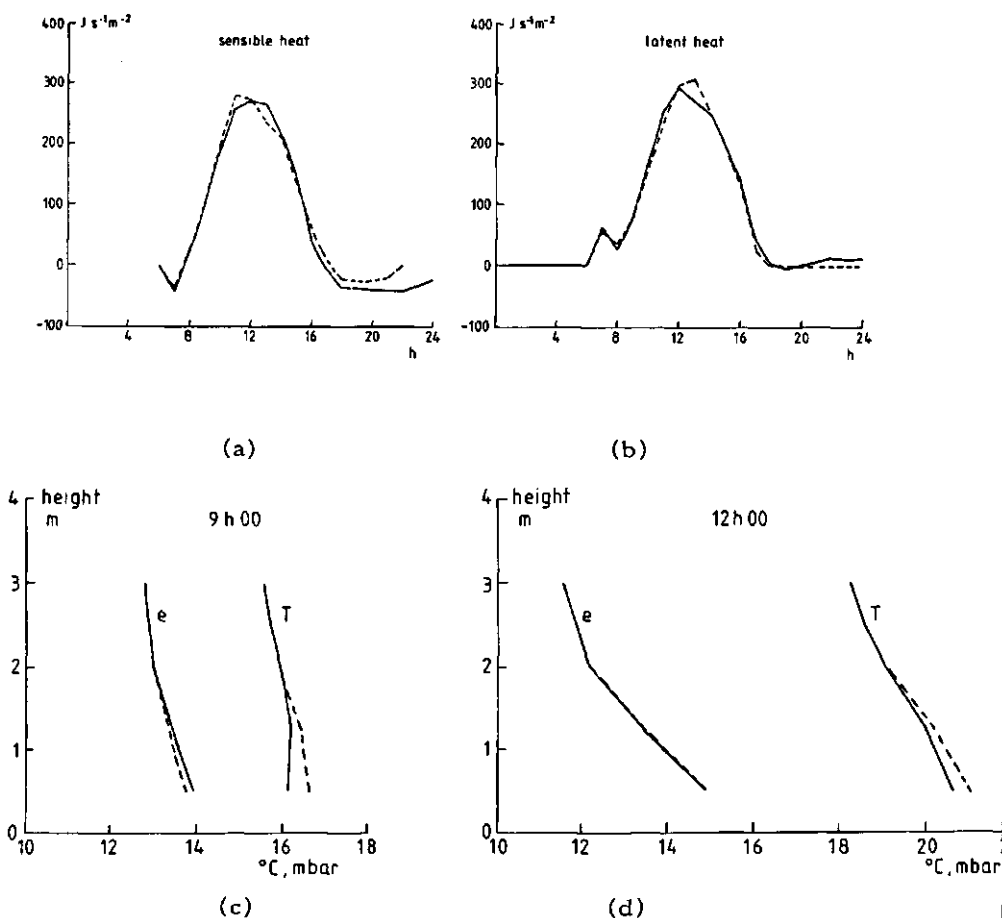 400 J s⁻¹m⁻²
sensible heat
300
200
100
0
-100
4 8 12 16 20 24
h
(a)
400 J s⁻¹m⁻²
latent heat
300
200
100
0
-100
4 8 12 16 20 24
h
(b)
4 height
m
9 h 00
3
e T
2
1
0
10 12 14 16 18
°C, mbar
(c)
4 height
m
12h00
3
e T
2
1
0
10 12 14 16 18 20
°C, mbar
(d)